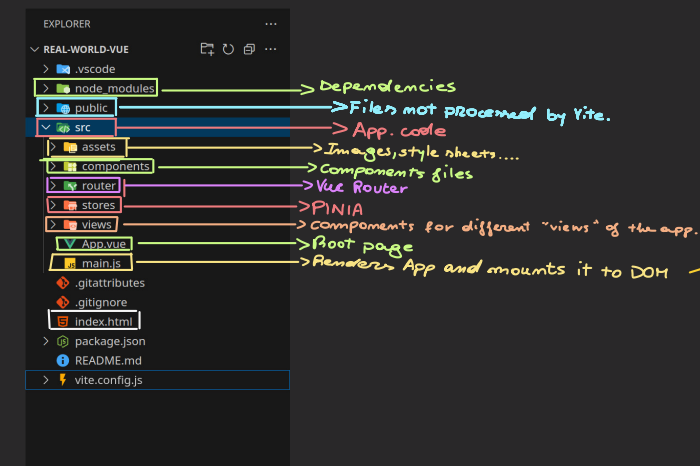 EXPLORER
REAL-WORLD-VUE
.vscode
node_modules
Dependencies
public
Files not processed by Vite.
src
App. code
assets
Images, style sheets....
components
Components files
router
Vue Router
stores
PINIA
views
components for different "views" of the app.
App.vue
Root page
main.js
Renders App and mounts it to DOM
.gitattributes
.gitignore
index.html
package.json
README.md
vite.config.js